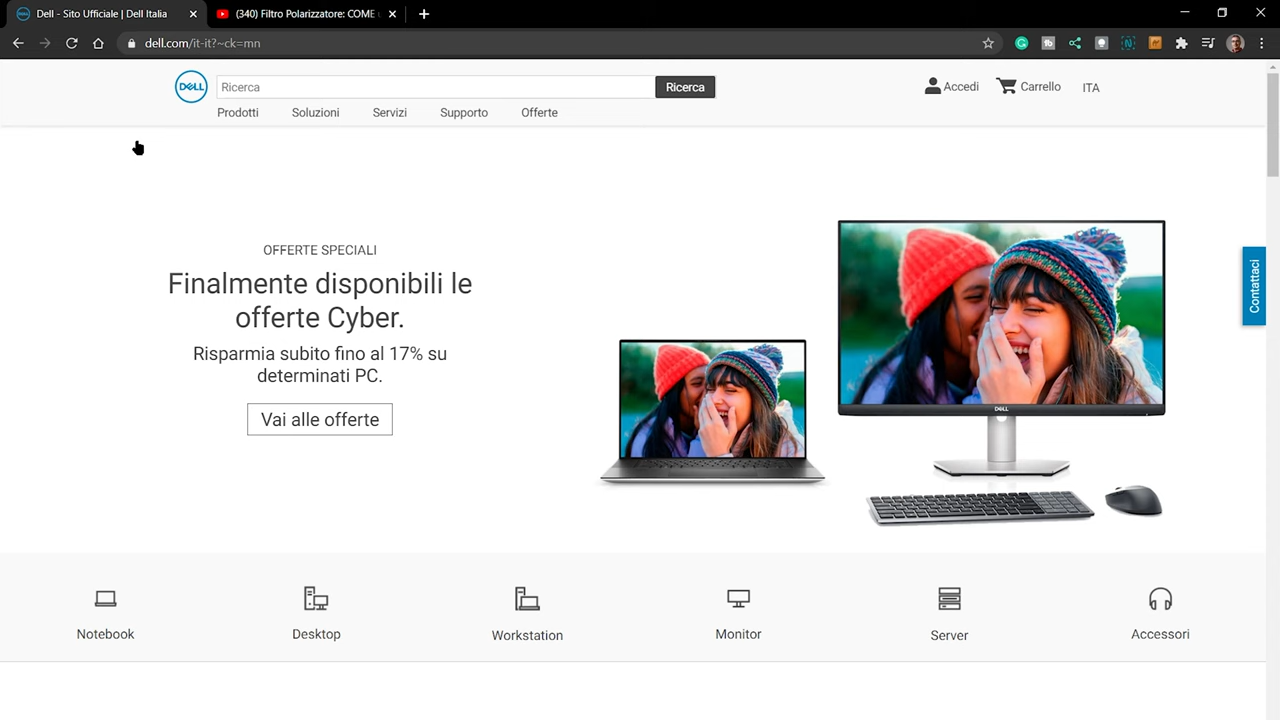 Dell - Sito Ufficiale | Dell Italia
(340) Filtro Polarizzatore: COME
dell.com/it-it?~ck=mn
DELL
Ricerca
Ricerca
Accedi
Carrello
ITA
Prodotti
Soluzioni
Servizi
Supporto
Offerte
OFFERTE SPECIALI
Finalmente disponibili le
offerte Cyber.
Risparmia subito fino al 17% su
determinati PC.
Vai alle offerte
DELL
Contattaci
Notebook
Desktop
Workstation
Monitor
Server
Accessori